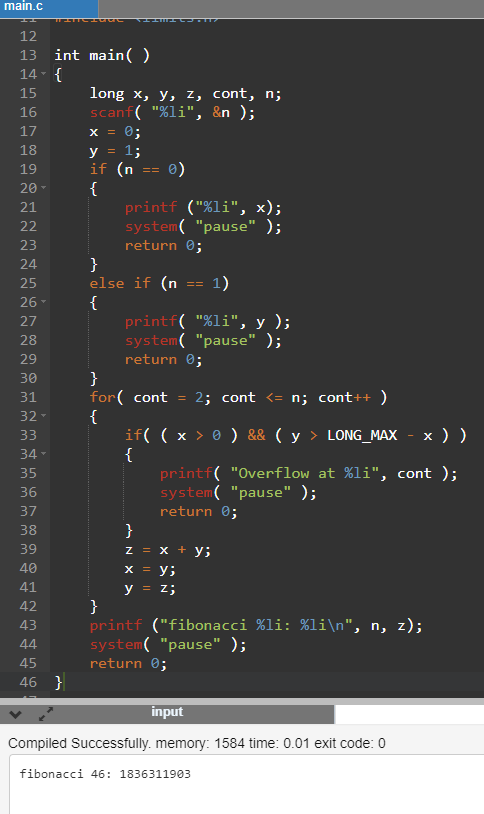 main.c
11 #include <limits.h>
12
13 int main( )
14 {
15 long x, y, z, cont, n;
16 scanf( "%li", &n );
17 x = 0;
18 y = 1;
19 if (n == 0)
20 {
21 printf ("%li", x);
22 system( "pause" );
23 return 0;
24 }
25 else if (n == 1)
26 {
27 printf( "%li", y );
28 system( "pause" );
29 return 0;
30 }
31 for( cont = 2; cont <= n; cont++ )
32 {
33 if( ( x > 0 ) && ( y > LONG_MAX - x ) )
34 {
35 printf( "Overflow at %li", cont );
36 system( "pause" );
37 return 0;
38 }
39 z = x + y;
40 x = y;
41 y = z;
42 }
43 printf ("fibonacci %li: %li\n", n, z);
44 system( "pause" );
45 return 0;
46 }
47
input
Compiled Successfully. memory: 1584 time: 0.01 exit code: 0
fibonacci 46: 1836311903